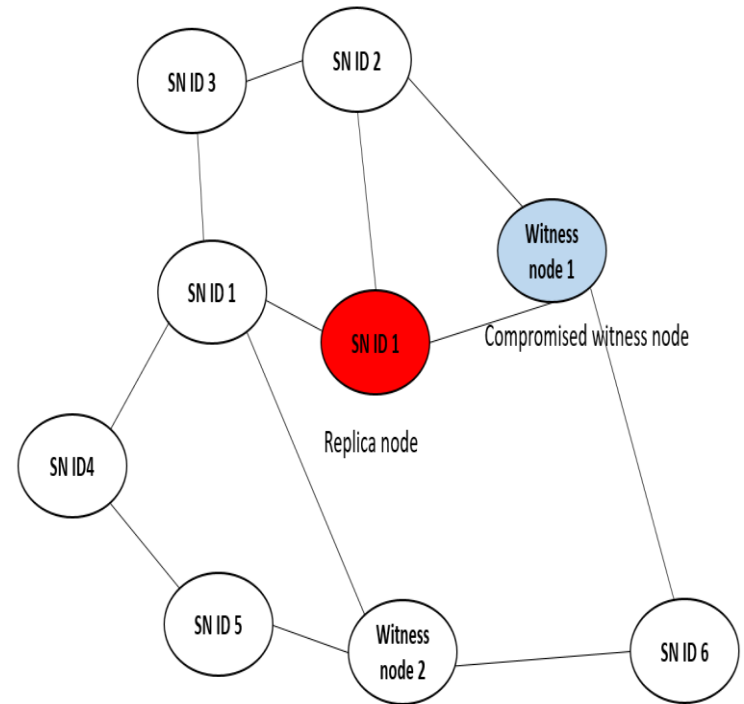 SN ID 2
SN ID 3
Witness
node 1
SN ID 1
SN ID 1
Compromised witness node
Replica node
SN ID4
SN ID 5
Witness
node 2
SN ID 6